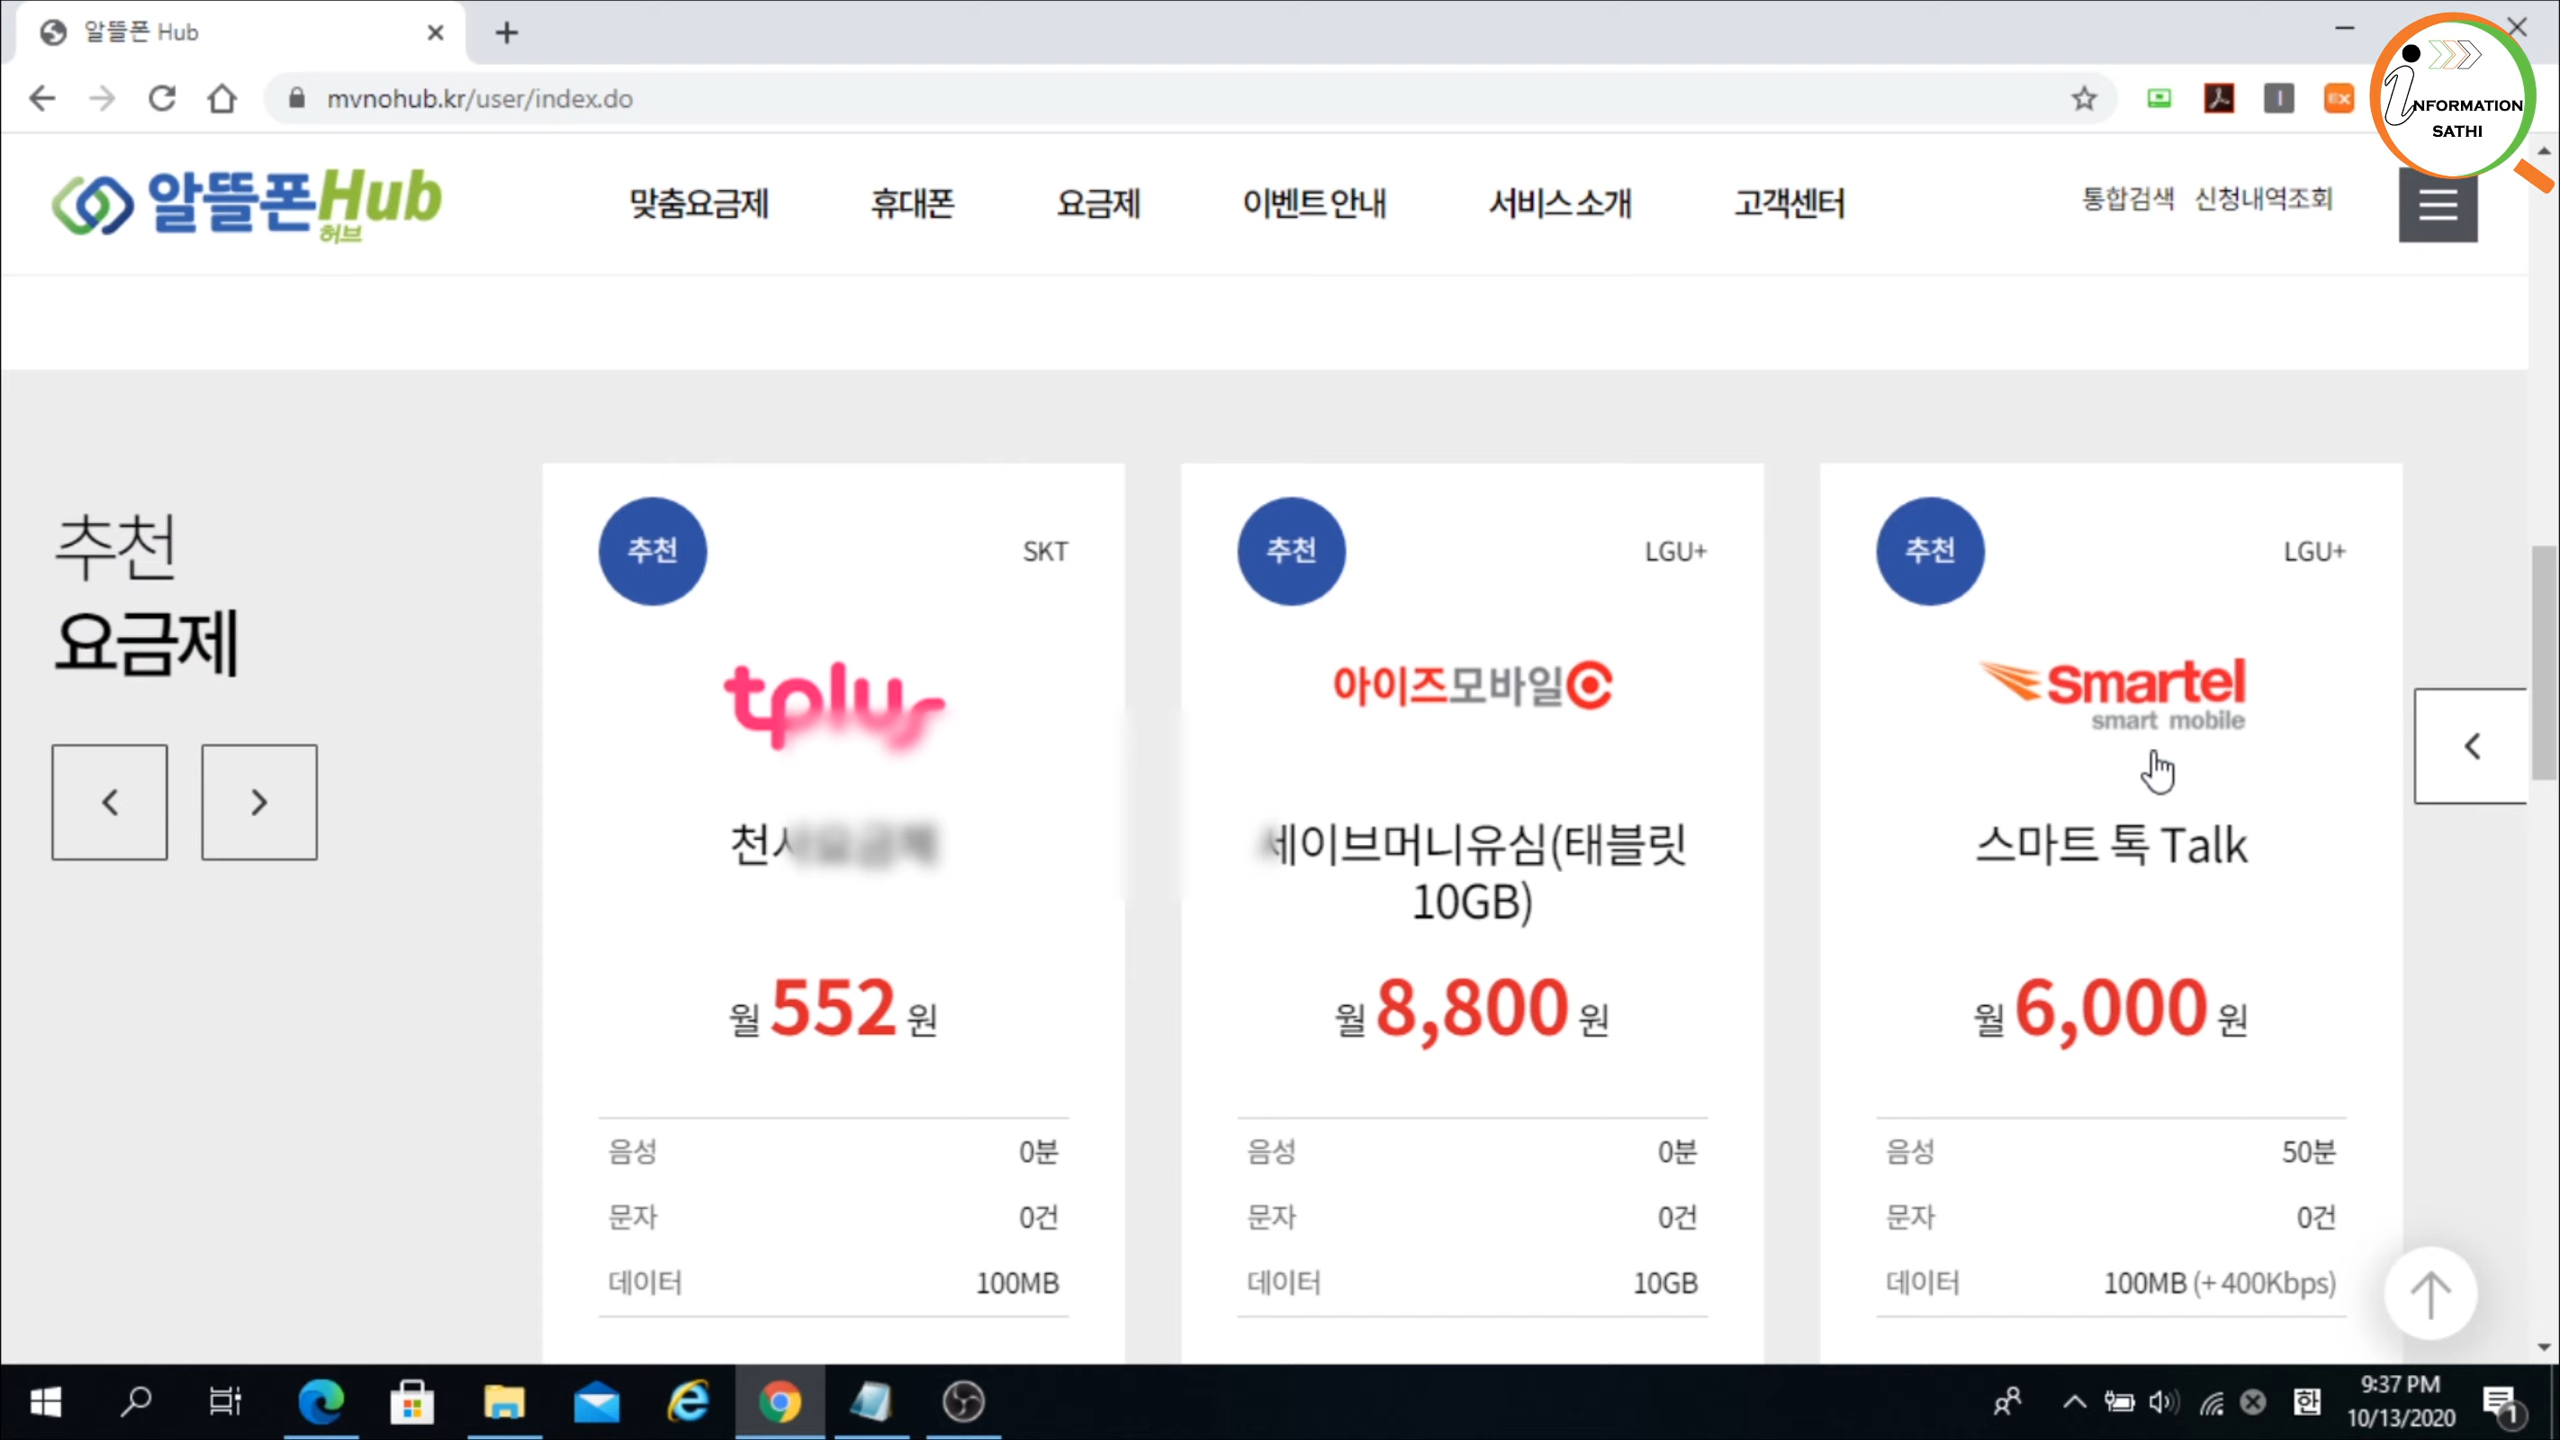 알뜰폰 Hub
mvnohub.kr/user/index.do
INFORMATION
SATHI
알뜰폰Hub
허브
맞춤요금제 휴대폰 요금제 이벤트 안내 서비스 소개 고객센터
통합검색 신청내역조회
추천
요금제
추천 SKT
tplus
월 552 원
음성 0분
문자 0건
데이터 100MB
추천 LGU+
아이즈모바일
세이브머니유심(태블릿
10GB)
월 8,800 원
음성 0분
문자 0건
데이터 10GB
추천 LGU+
Smartel
smart mobile
스마트 톡 Talk
월 6,000 원
음성 50분
문자 0건
데이터 100MB (+ 400Kbps)
한
9:37 PM
10/13/2020
1